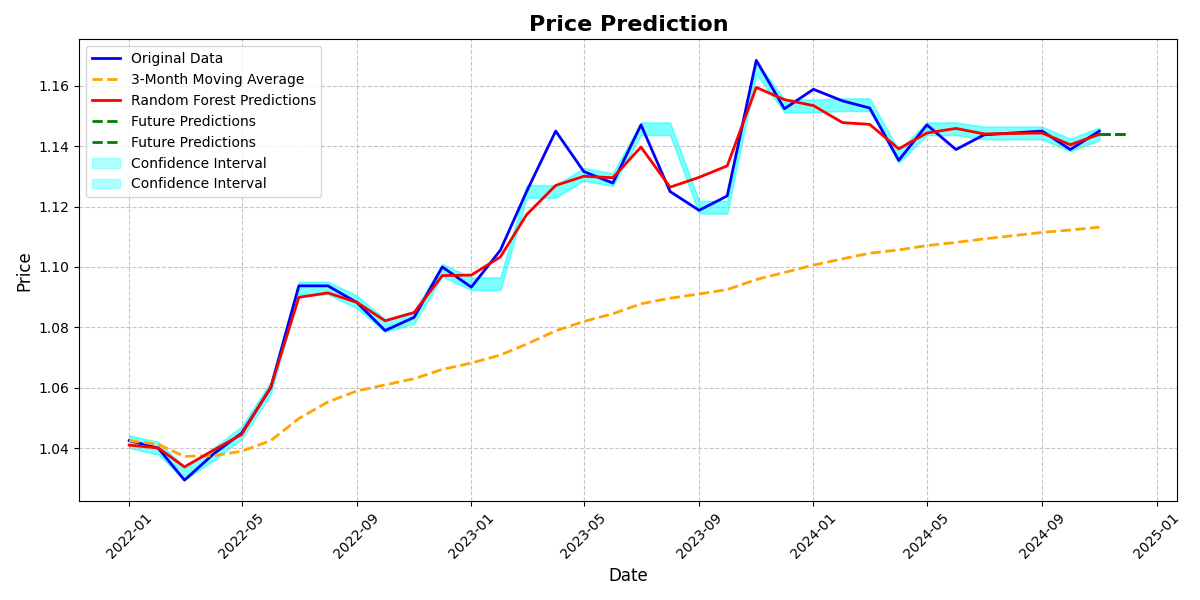 Price Prediction
Original Data
3-Month Moving Average
Random Forest Predictions
Future Predictions
Future Predictions
Confidence Interval
Confidence Interval
Price
1.16
1.14
1.12
1.10
1.08
1.06
1.04
2022-01
2022-05
2022-09
2023-01
2023-05
2023-09
2024-01
2024-05
2024-09
2025-01
Date